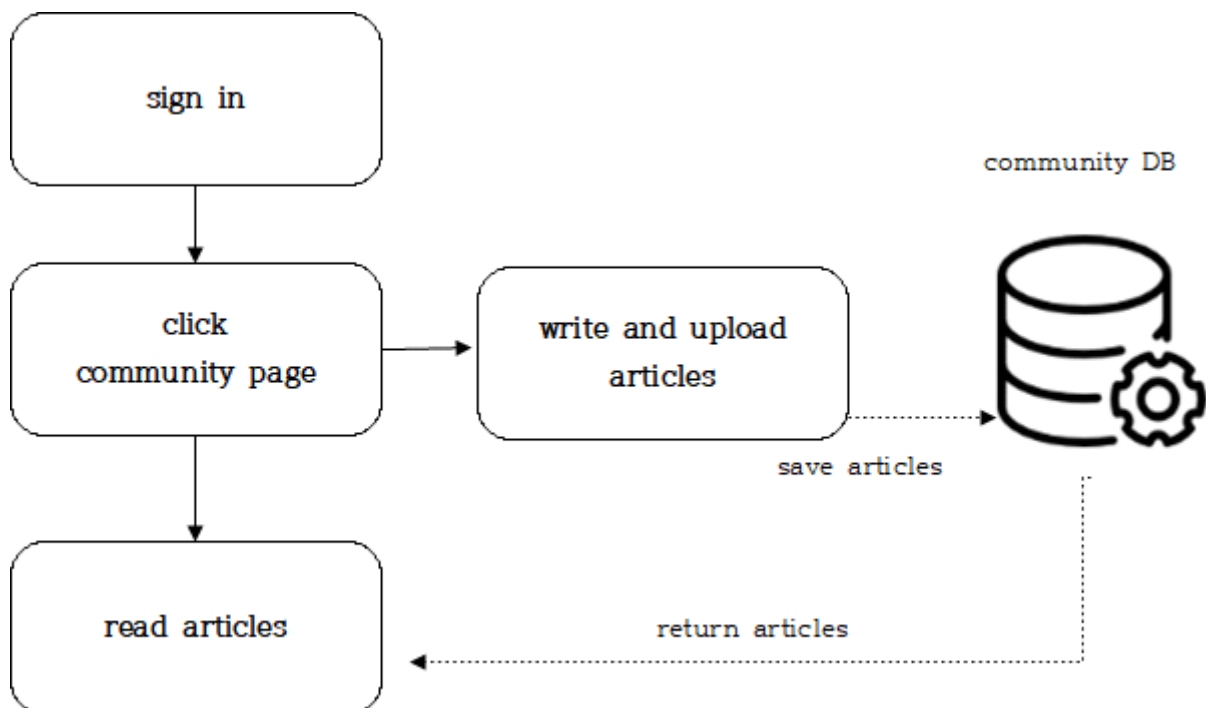 sign in
community DB
click
community page
write and upload
articles
save articles
read articles
return articles